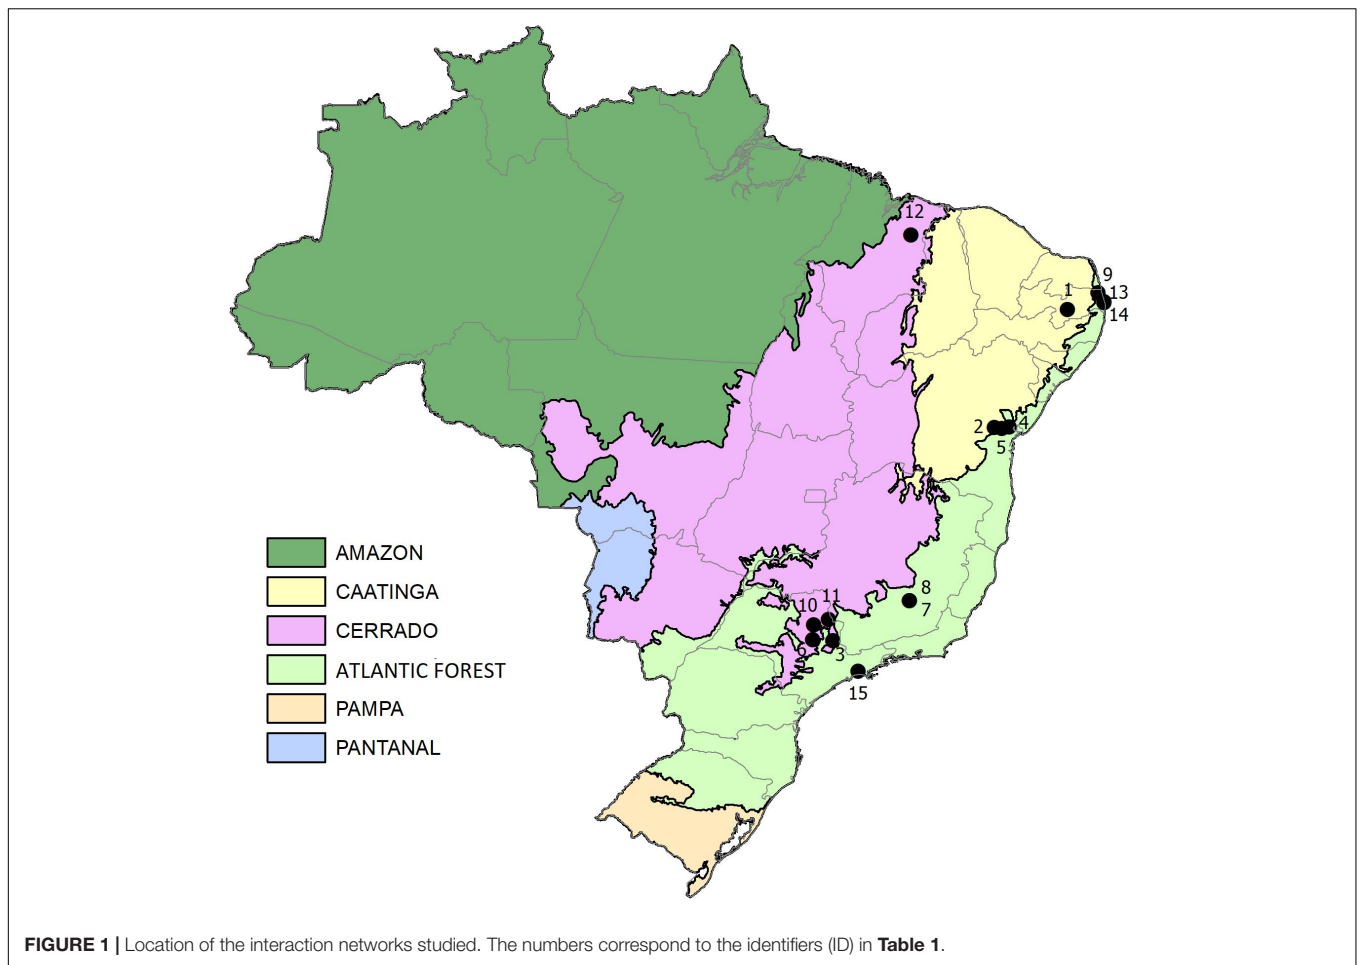 12
9
1
13
14
2
4
5
8
7
11
10
6
3
15
AMAZON
CAATINGA
CERRADO
ATLANTIC FOREST
PAMPA
PANTANAL
FIGURE 1 | Location of the interaction networks studied. The numbers correspond to the identifiers (ID) in Table 1.